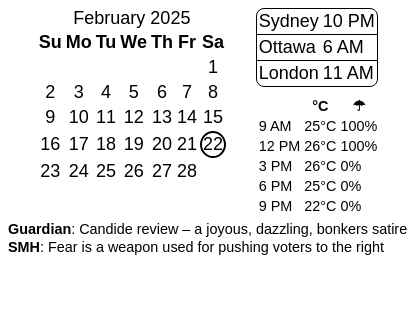 February 2025
Su Mo Tu We Th Fr Sa
1
2 3 4 5 6 7 8
9 10 11 12 13 14 15
16 17 18 19 20 21 22
23 24 25 26 27 28
Sydney 10 PM
Ottawa 6 AM
London 11 AM
°C ☂
9 AM 25°C 100%
12 PM 26°C 100%
3 PM 26°C 0%
6 PM 25°C 0%
9 PM 22°C 0%
Guardian: Candide review – a joyous, dazzling, bonkers satire
SMH: Fear is a weapon used for pushing voters to the right